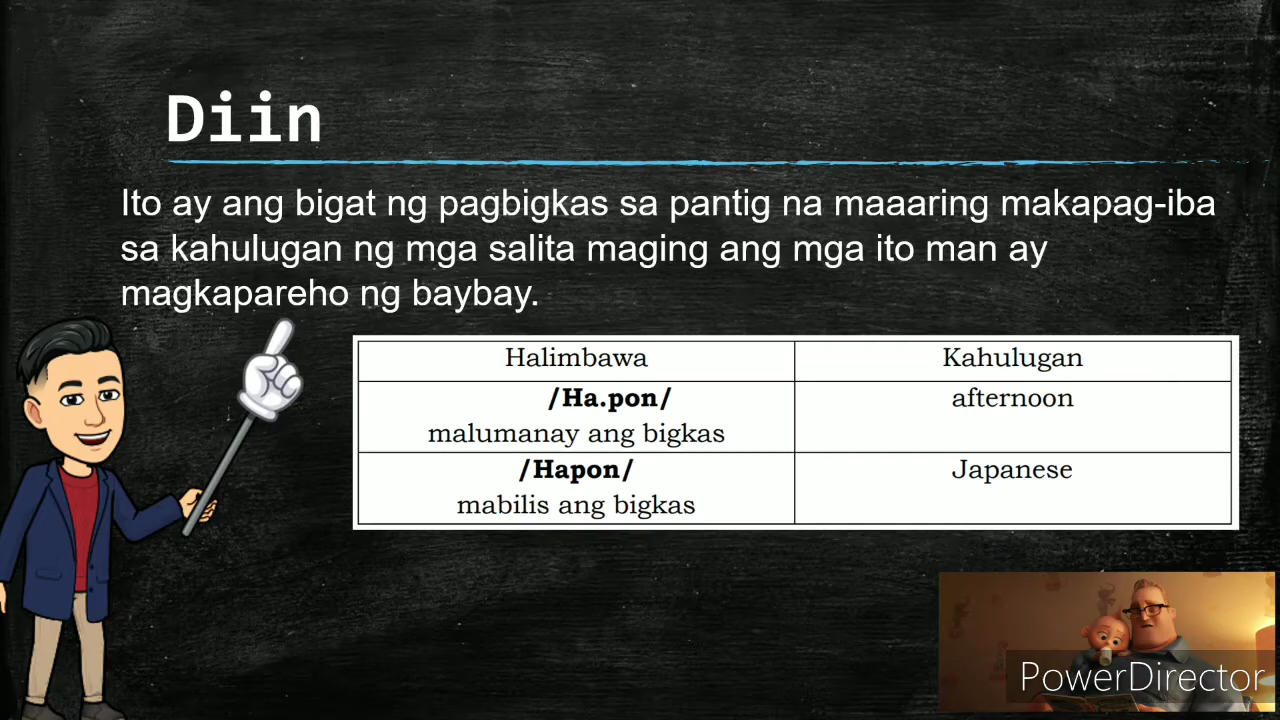 Diin
Ito ay ang bigat ng pagbigkas sa pantig na maaaring makapag-iba
sa kahulugan ng mga salita maging ang mga ito man ay
magkapareho ng baybay.
Halimbawa Kahulugan
/Ha.pon/ afternoon
malumanay ang bigkas
/Hapon/ Japanese
mabilis ang bigkas
PowerDirector